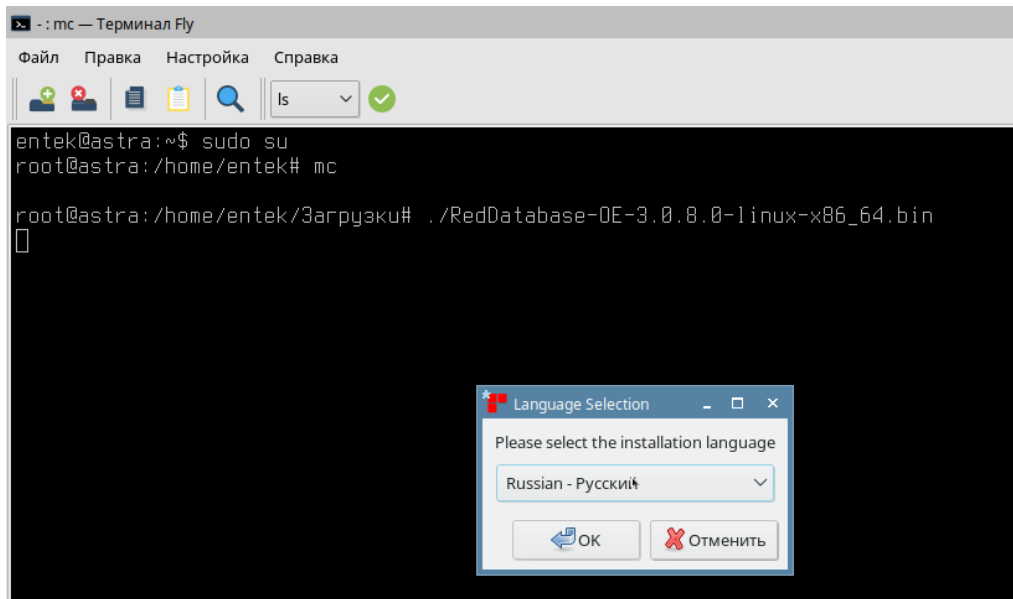 - : mc — Терминал Fly
Файл Правка Настройка Справка
ls
entek@astra:~$ sudo su
root@astra:/home/entek# mc
root@astra:/home/entek/Загрузки# ./RedDatabase-OE-3.0.8.0-linux-x86_64.bin
Language Selection
Please select the installation language
Russian - Русский
OK Отменить